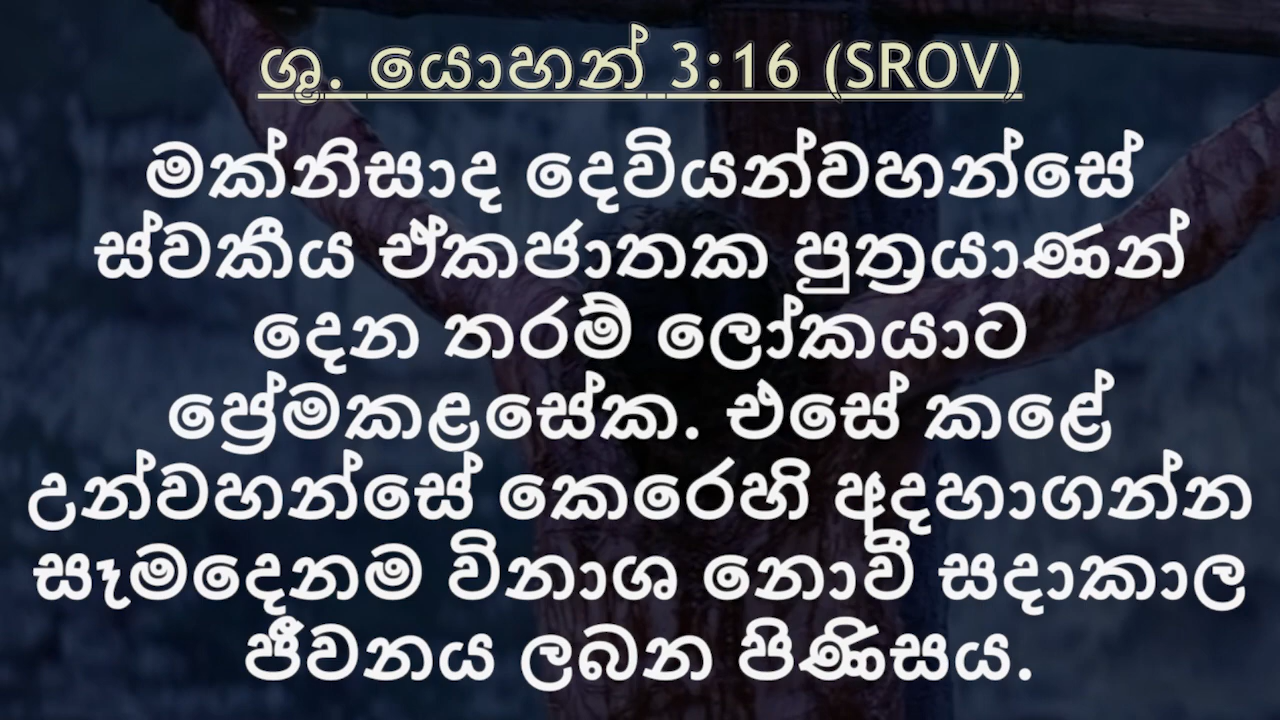 ශු. යොහන් 3:16 (SROV)
මක්නිසාද දෙවියන්වහන්සේ
ස්වකීය ඒකජාතක පුත්‍රයාණන්
දෙන තරම් ලෝකයාට
ප්‍රේමකළසේක. එසේ කළේ
උන්වහන්සේ කෙරෙහි අදහාගන්න
සෑමදෙනම විනාශ නොවී සදාකාල
ජීවනය ලබන පිණිසය.